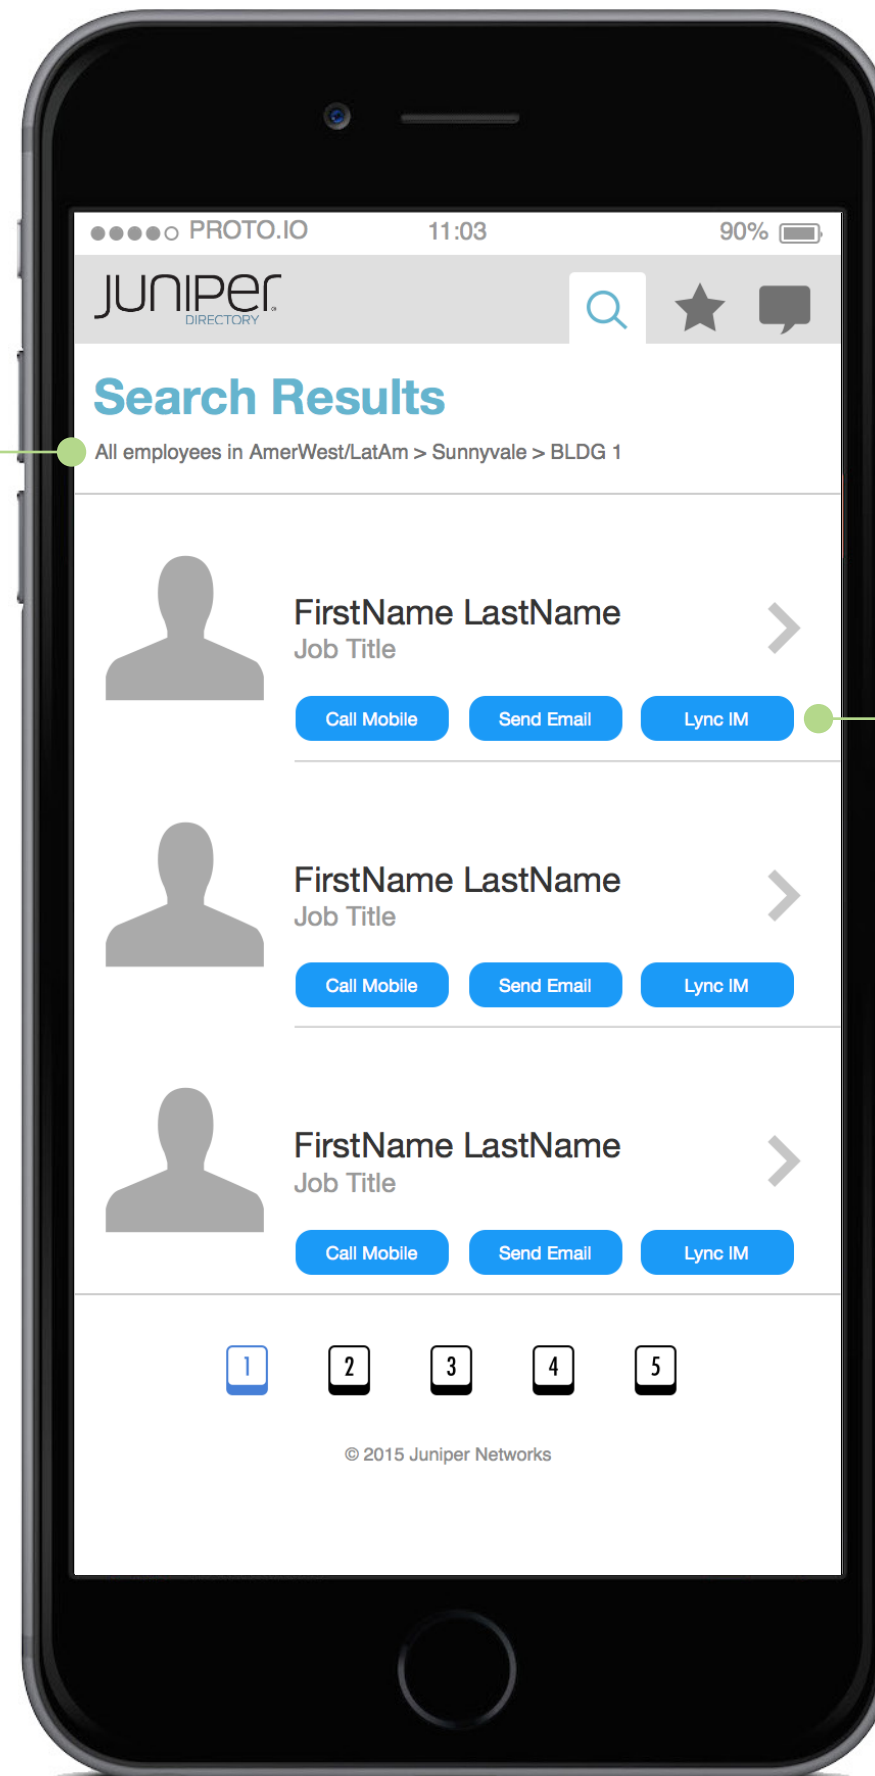 PROTO.IO 11:03 90%
JUNIPER
DIRECTORY
Search Results
All employees in AmerWest/LatAm > Sunnyvale > BLDG 1
FirstName LastName
Job Title
Call Mobile Send Email Lync IM
FirstName LastName
Job Title
Call Mobile Send Email Lync IM
FirstName LastName
Job Title
Call Mobile Send Email Lync IM
1 2 3 4 5
© 2015 Juniper Networks